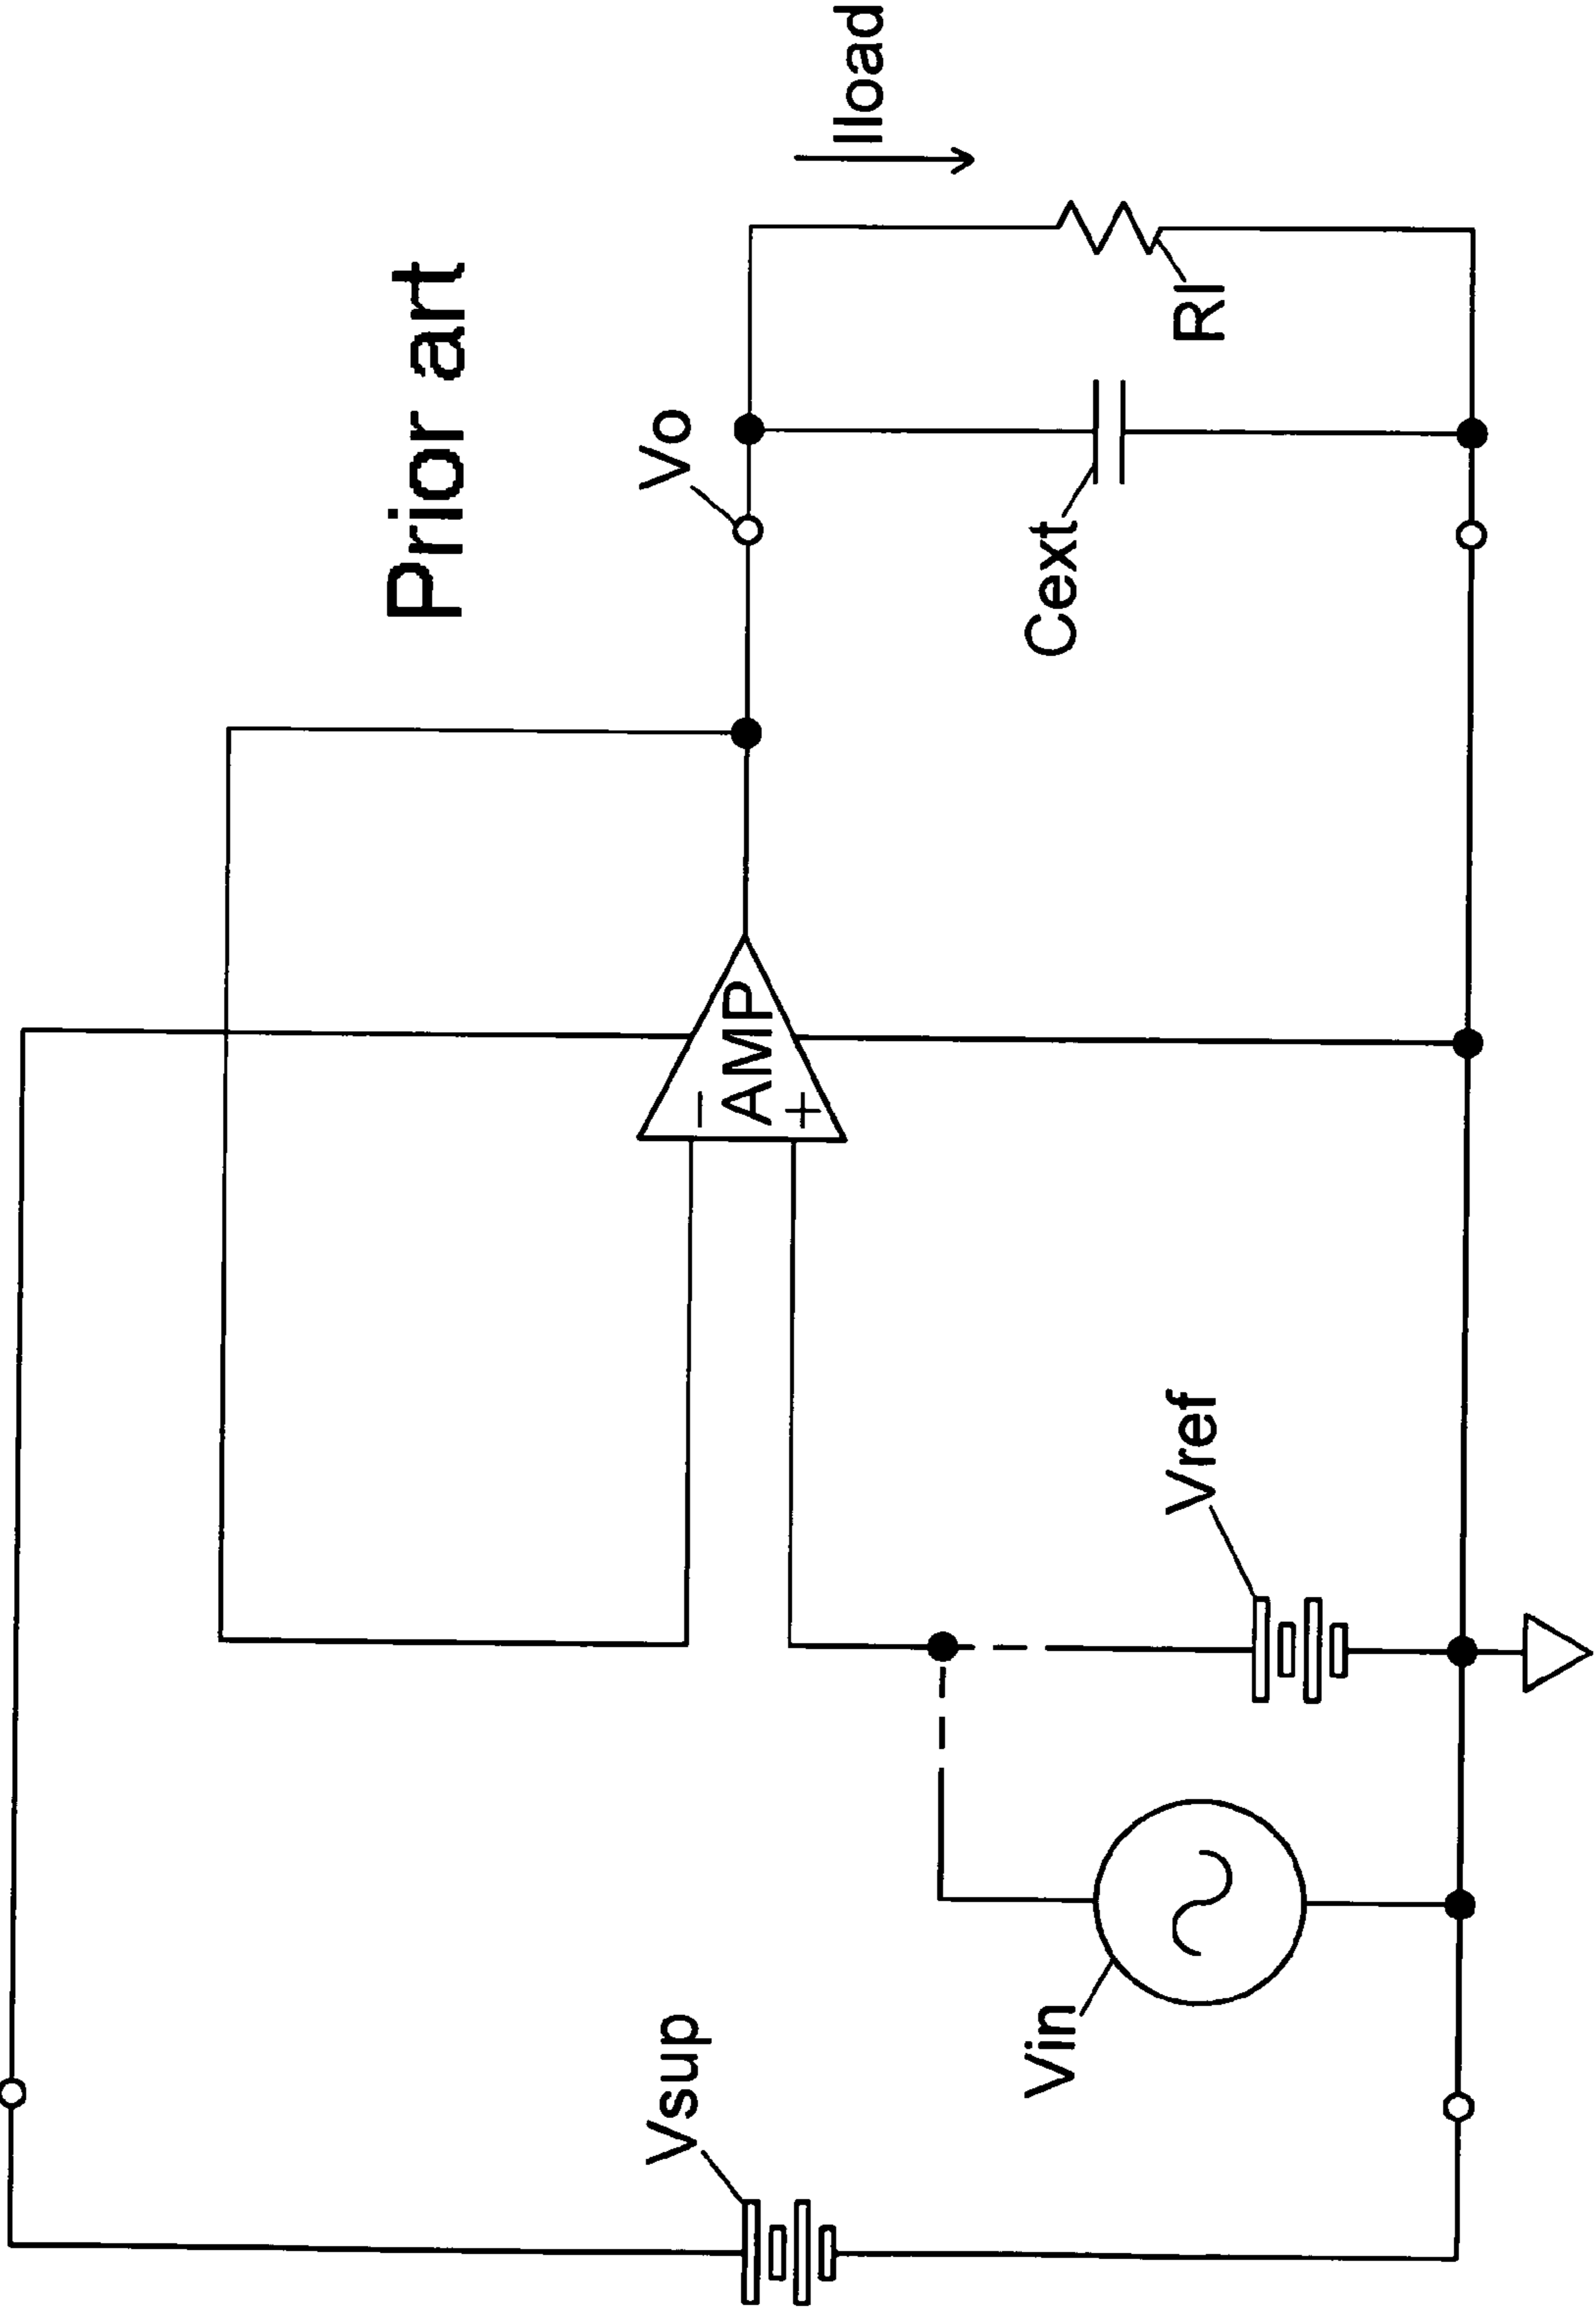 Prior art
Vsup
Vin
Vref
AMP
−
+
Vo
Cext
Rl
Iload